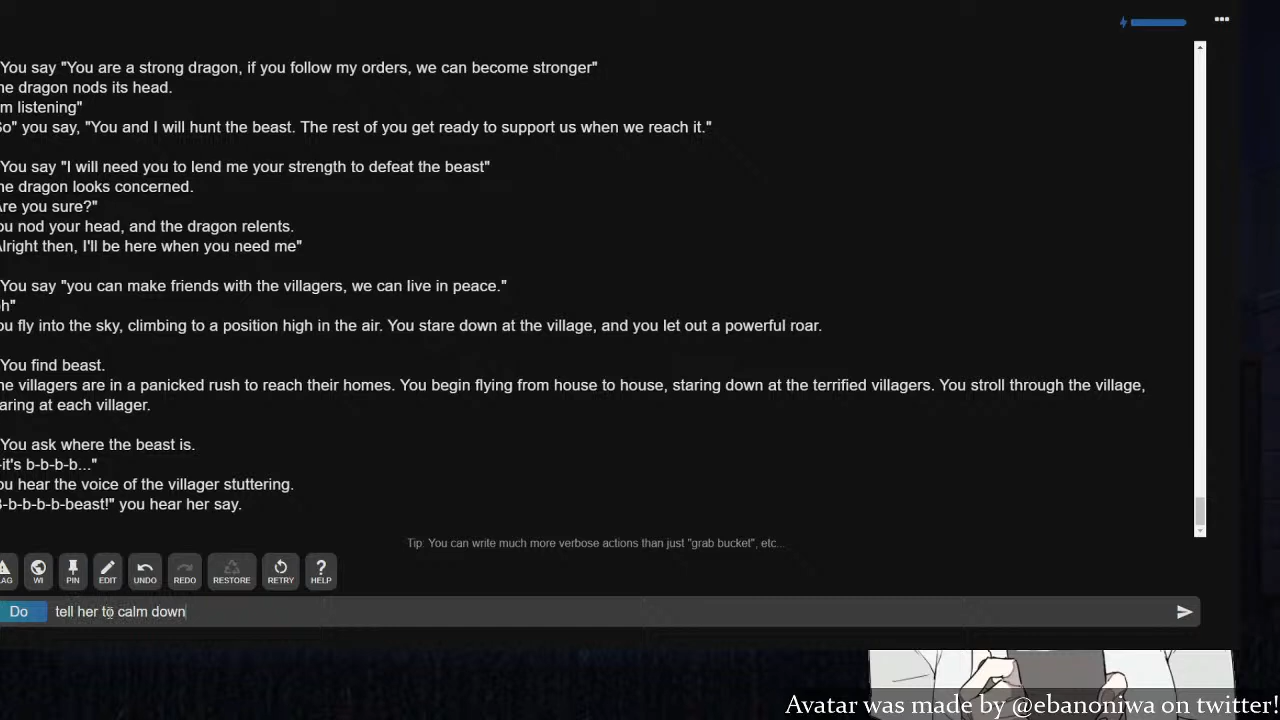 You say "You are a strong dragon, if you follow my orders, we can become stronger"
he dragon nods its head.
m listening"
So" you say, "You and I will hunt the beast. The rest of you get ready to support us when we reach it."
You say "I will need you to lend me your strength to defeat the beast"
he dragon looks concerned.
Are you sure?"
ou nod your head, and the dragon relents.
Alright then, I'll be here when you need me"
You say "you can make friends with the villagers, we can live in peace."
h"
ou fly into the sky, climbing to a position high in the air. You stare down at the village, and you let out a powerful roar.
You find beast.
he villagers are in a panicked rush to reach their homes. You begin flying from house to house, staring down at the terrified villagers. You stroll through the village,
aring at each villager.
You ask where the beast is.
-it's b-b-b-b..."
ou hear the voice of the villager stuttering.
B-b-b-b-b-beast!" you hear her say.
Tip: You can write much more verbose actions than just "grab bucket", etc...
LAG WI PIN EDIT UNDO REDO RESTORE RETRY HELP
Do tell her to calm down
Avatar was made by @ebanoniwa on twitter!